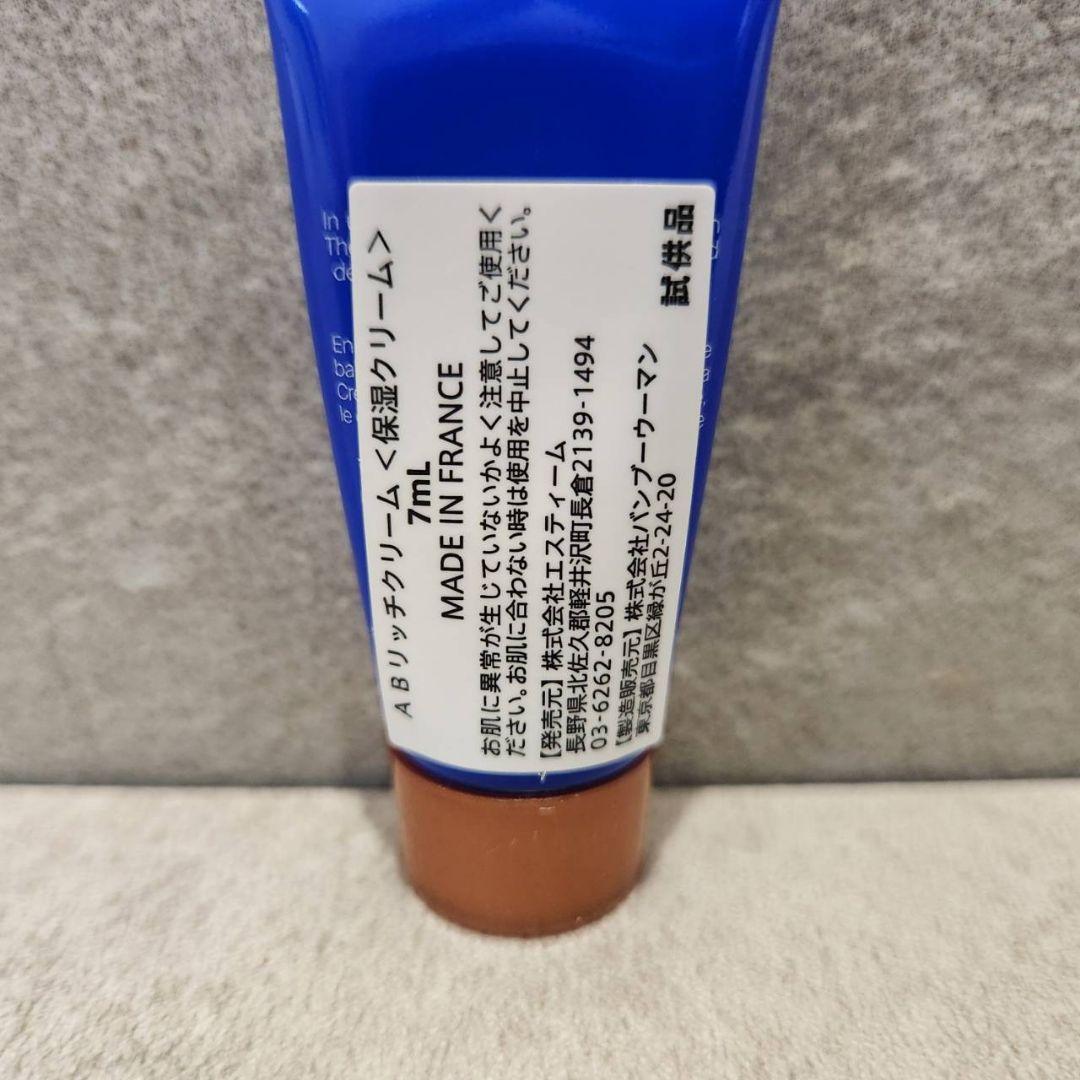 ABリッチクリーム＜保湿クリーム＞
7mL
MADE IN FRANCE
お肌に異常が生じていないかよく注意してご使用く
ださい。お肌に合わない時は使用を中止してください。
【発売元】株式会社エスティーム
長野県北佐久郡軽井沢町長倉2139-1494
03-6262-8205
【製造販売元】株式会社バンブーウーマン
東京都目黒区緑が丘2-24-20
試供品
In